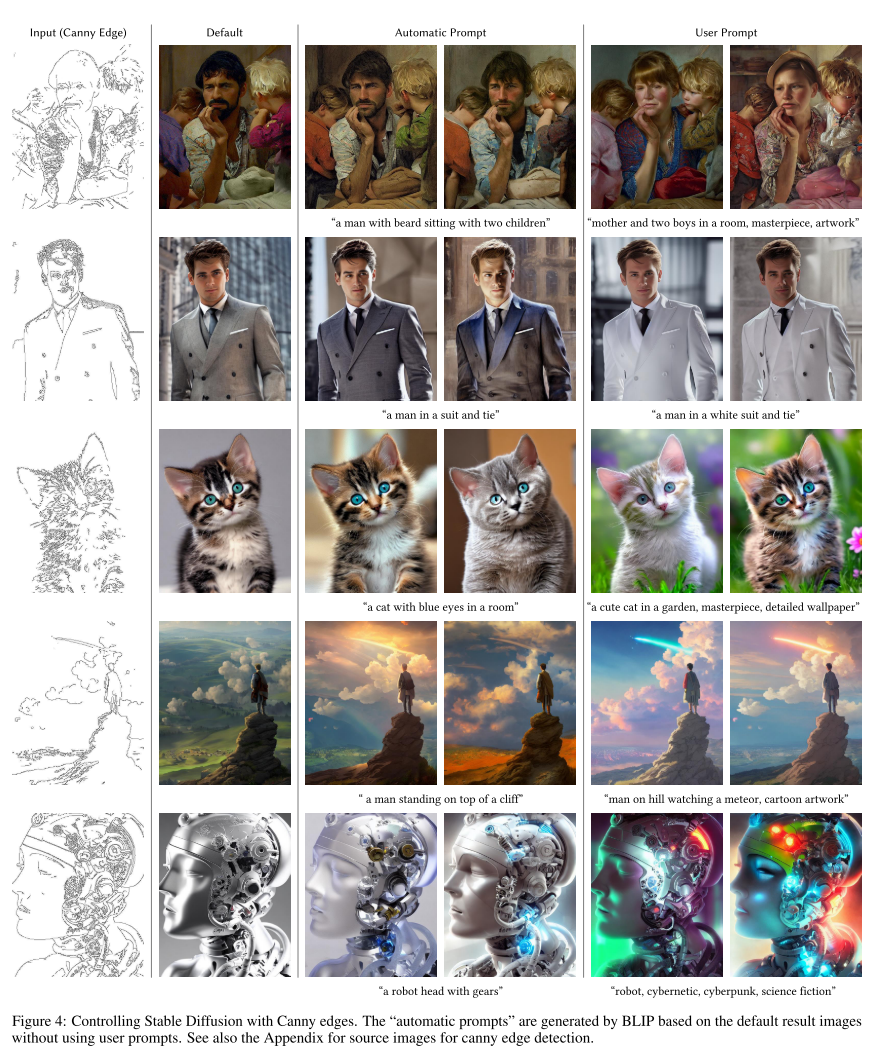 Input (Canny Edge)
Default
Automatic Prompt
User Prompt
“a man with beard sitting with two children”
“mother and two boys in a room, masterpiece, artwork”
“a man in a suit and tie”
“a man in a white suit and tie”
“a cat with blue eyes in a room”
“a cute cat in a garden, masterpiece, detailed wallpaper”
“ a man standing on top of a cliff”
“man on hill watching a meteor, cartoon artwork”
“a robot head with gears”
“robot, cybernetic, cyberpunk, science fiction”
Figure 4: Controlling Stable Diffusion with Canny edges. The “automatic prompts” are generated by BLIP based on the default result images
without using user prompts. See also the Appendix for source images for canny edge detection.